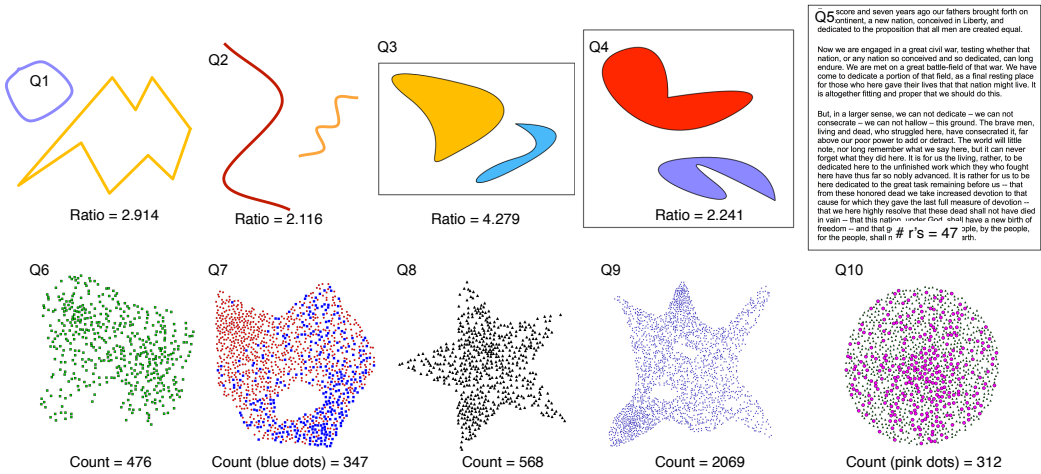 Q1
Q2
Q3
Q4
Q5
score and seven years ago our fathers brought forth on
continent, a new nation, conceived in Liberty, and
dedicated to the proposition that all men are created equal.
Now we are engaged in a great civil war, testing whether that
nation, or any nation so conceived and so dedicated, can long
endure. We are met on a great battle-field of that war. We have
come to dedicate a portion of that field, as a final resting place
for those who here gave their lives that that nation might live. It
is altogether fitting and proper that we should do this.
But, in a larger sense, we can not dedicate – we can not
consecrate – we can not hallow – this ground. The brave men,
living and dead, who struggled here, have consecrated it, far
above our poor power to add or detract. The world will little
note, nor long remember what we say here, but it can never
forget what they did here. It is for us the living, rather, to be
dedicated here to the unfinished work which they who fought
here have thus far so nobly advanced. It is rather for us to be
here dedicated to the great task remaining before us -- that
from these honored dead we take increased devotion to that
cause for which they gave the last full measure of devotion --
that we here highly resolve that these dead shall not have died
in vain -- that this nation, under God, shall have a new birth of
freedom -- and that people, by the people,
for the people, shall
# r's = 47
Ratio = 2.914
Ratio = 2.116
Ratio = 4.279
Ratio = 2.241
Q6
Q7
Q8
Q9
Q10
Count = 476
Count (blue dots) = 347
Count = 568
Count = 2069
Count (pink dots) = 312